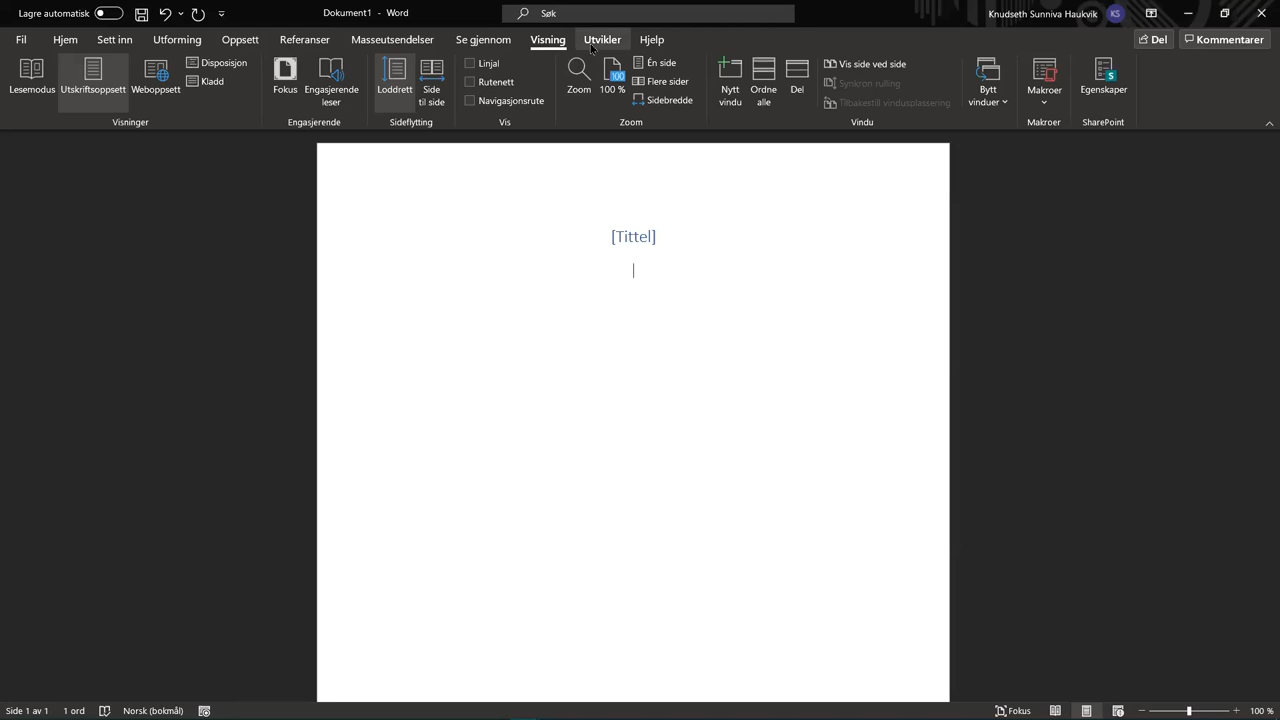 Lagre automatisk
Dokument1 - Word
Søk
Knudseth Sunniva Haukvik
KS
Fil
Hjem
Sett inn
Utforming
Oppsett
Referanser
Masseutsendelser
Se gjennom
Visning
Utvikler
Hjelp
Del
Kommentarer
Lesemodus
Utskriftsoppsett
Weboppsett
Disposisjon
Kladd
Visninger
Fokus
Engasjerende
leser
Engasjerende
Loddrett
Side
til side
Sideflytting
Linjal
Rutenett
Navigasjonsrute
Vis
Zoom
100
100 %
Én side
Flere sider
Sidebredde
Zoom
Nytt
vindu
Ordne
alle
Del
Vis side ved side
Synkron rulling
Tilbakestill vindusplassering
Bytt
vinduer
Vindu
Makroer
Makroer
S
Egenskaper
SharePoint
[Tittel]
Side 1 av 1
1 ord
Norsk (bokmål)
Fokus
100 %